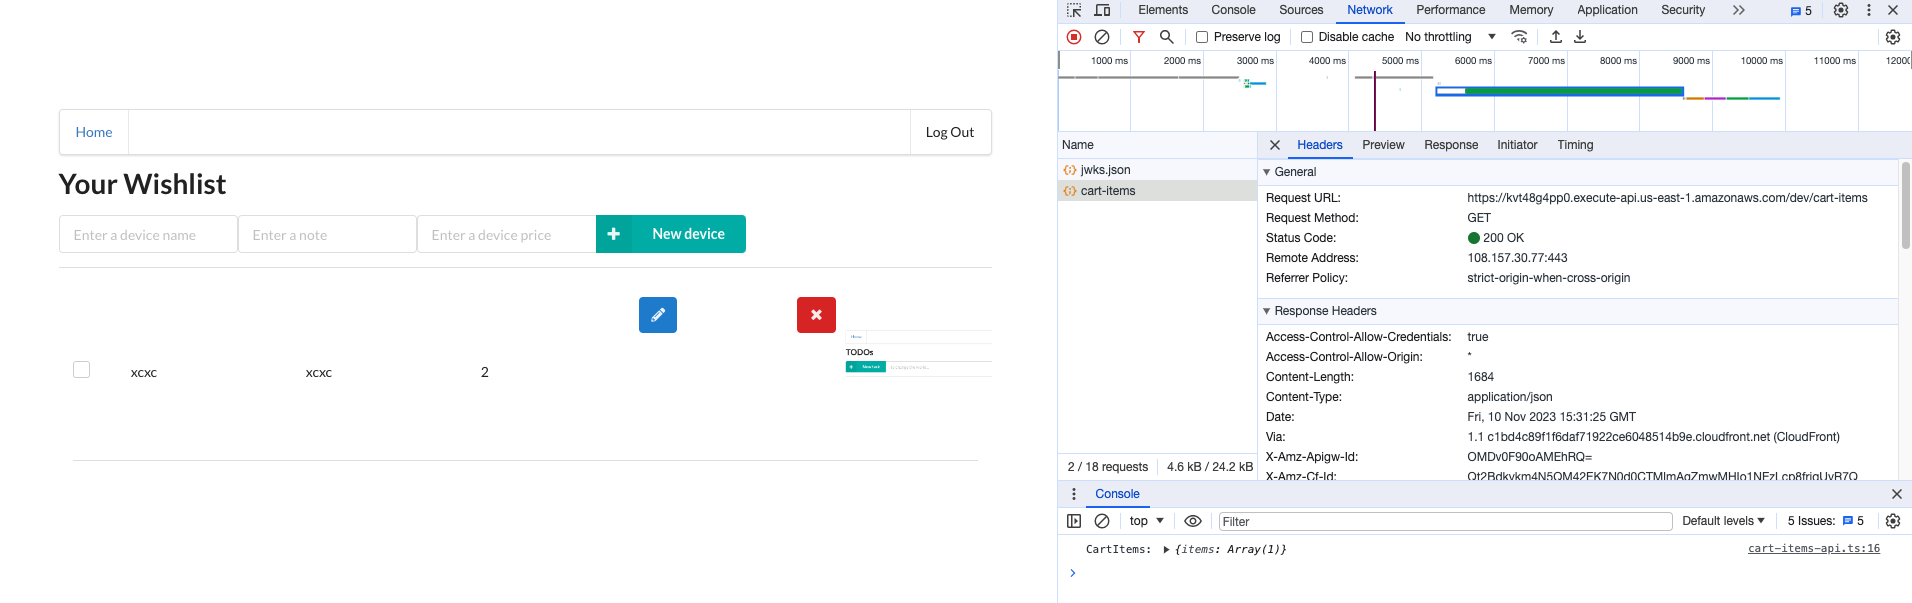 Home
Log Out
Your Wishlist
Enter a device name
Enter a note
Enter a device price
New device
xcxc
xcxc
2
Home
TODOs
New task
Elements
Console
Sources
Network
Performance
Memory
Application
Security
5
Preserve log
Disable cache
No throttling
1000 ms
2000 ms
3000 ms
4000 ms
5000 ms
6000 ms
7000 ms
8000 ms
9000 ms
10000 ms
11000 ms
Name
jwks.json
cart-items
2 / 18 requests
4.6 kB / 24.2 kB
Headers
Preview
Response
Initiator
Timing
General
Request URL: https://kvt48g4pp0.execute-api.us-east-1.amazonaws.com/dev/cart-items
Request Method: GET
Status Code: 200 OK
Remote Address: 108.157.30.77:443
Referrer Policy: strict-origin-when-cross-origin
Response Headers
Access-Control-Allow-Credentials: true
Access-Control-Allow-Origin: *
Content-Length: 1684
Content-Type: application/json
Date: Fri, 10 Nov 2023 15:31:25 GMT
Via: 1.1 c1bd4c89f1f6daf71922ce6048514b9e.cloudfront.net (CloudFront)
X-Amz-Apigw-Id: OMDv0F90oAMEhRQ=
X-Amz-Cf-Id:
Console
top
Filter
Default levels
5 Issues: 5
CartItems: {items: Array(1)}
cart-items-api.ts:16